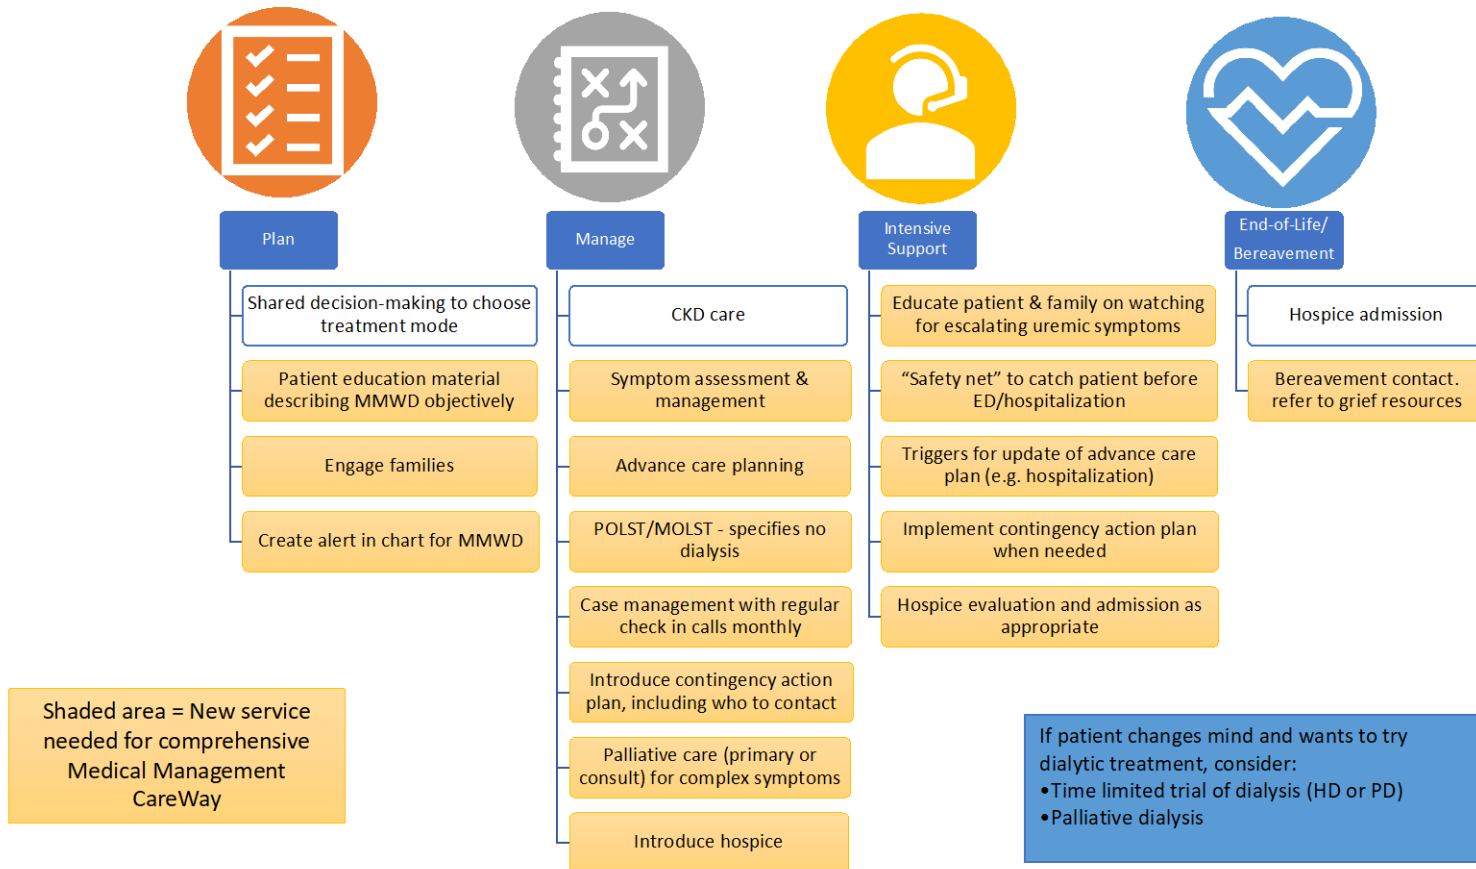 Plan
Shared decision-making to choose
treatment mode
Patient education material
describing MMWD objectively
Engage families
Create alert in chart for MMWD
Manage
CKD care
Symptom assessment &
management
Advance care planning
POLST/MOLST - specifies no
dialysis
Case management with regular
check in calls monthly
Introduce contingency action
plan, including who to contact
Palliative care (primary or
consult) for complex symptoms
Introduce hospice
Intensive
Support
Educate patient & family on watching
for escalating uremic symptoms
“Safety net” to catch patient before
ED/hospitalization
Triggers for update of advance care
plan (e.g. hospitalization)
Implement contingency action plan
when needed
Hospice evaluation and admission as
appropriate
End-of-Life/
Bereavement
Hospice admission
Bereavement contact.
refer to grief resources
Shaded area = New service
needed for comprehensive
Medical Management
CareWay
If patient changes mind and wants to try
dialytic treatment, consider:
•Time limited trial of dialysis (HD or PD)
•Palliative dialysis